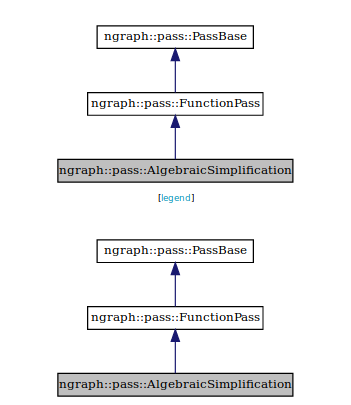 ngraph::pass::PassBase
ngraph::pass::FunctionPass
ngraph::pass::AlgebraicSimplification
[legend]
ngraph::pass::PassBase
ngraph::pass::FunctionPass
ngraph::pass::AlgebraicSimplification